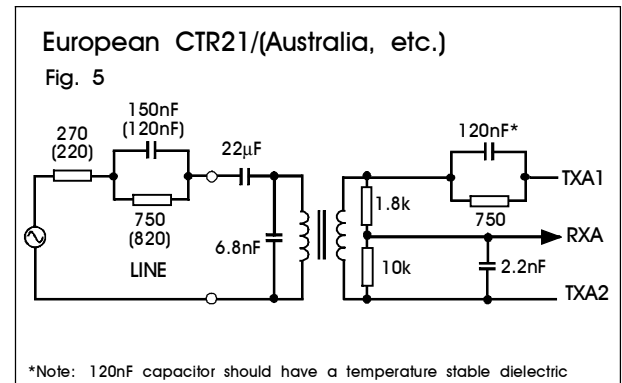 European CTR21/(Australia, etc.)
Fig. 5
150nF
(120nF)
270
(220)
22µF
120nF*
TXA1
1.8k
750
750
(820)
RXA
6.8nF
LINE
10k
2.2nF
TXA2
*Note: 120nF capacitor should have a temperature stable dielectric